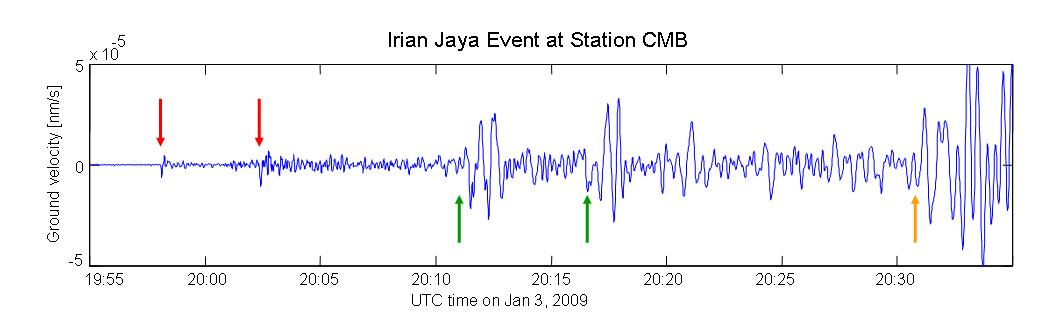 Irian Jaya Event at Station CMB
x 10-5
5
0
-5
Ground velocity [nm/s]
19:55 20:00 20:05 20:10 20:15 20:20 20:25 20:30
UTC time on Jan 3, 2009